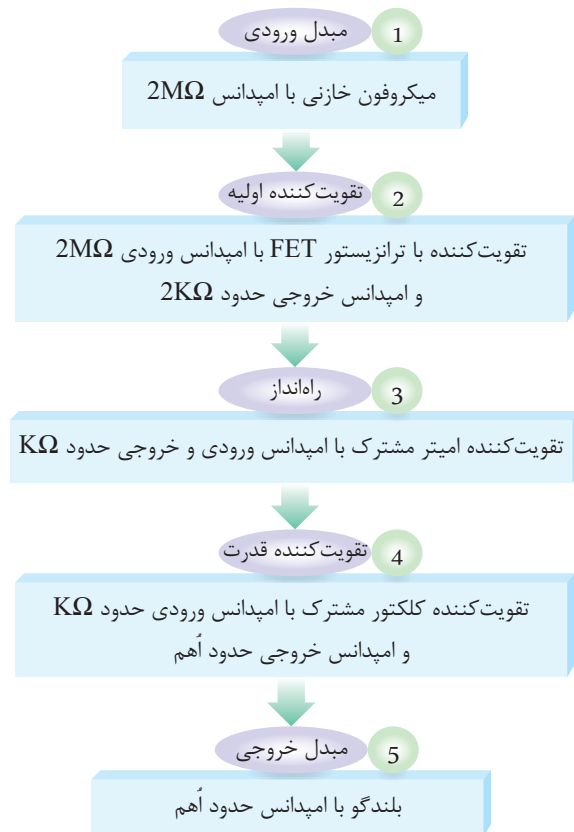 1 مبدل ورودی
میکروفون خازنی با امپدانس 2MΩ
2 تقویت‌کننده اولیه
تقویت‌کننده با ترانزیستور FET با امپدانس ورودی 2MΩ
و امپدانس خروجی حدود 2KΩ
3 راه‌انداز
تقویت‌کننده امیتر مشترک با امپدانس ورودی و خروجی حدود KΩ
4 تقویت‌کننده قدرت
تقویت‌کننده کلکتور مشترک با امپدانس ورودی حدود KΩ
و امپدانس خروجی حدود اُهم
5 مبدل خروجی
بلندگو با امپدانس حدود اُهم